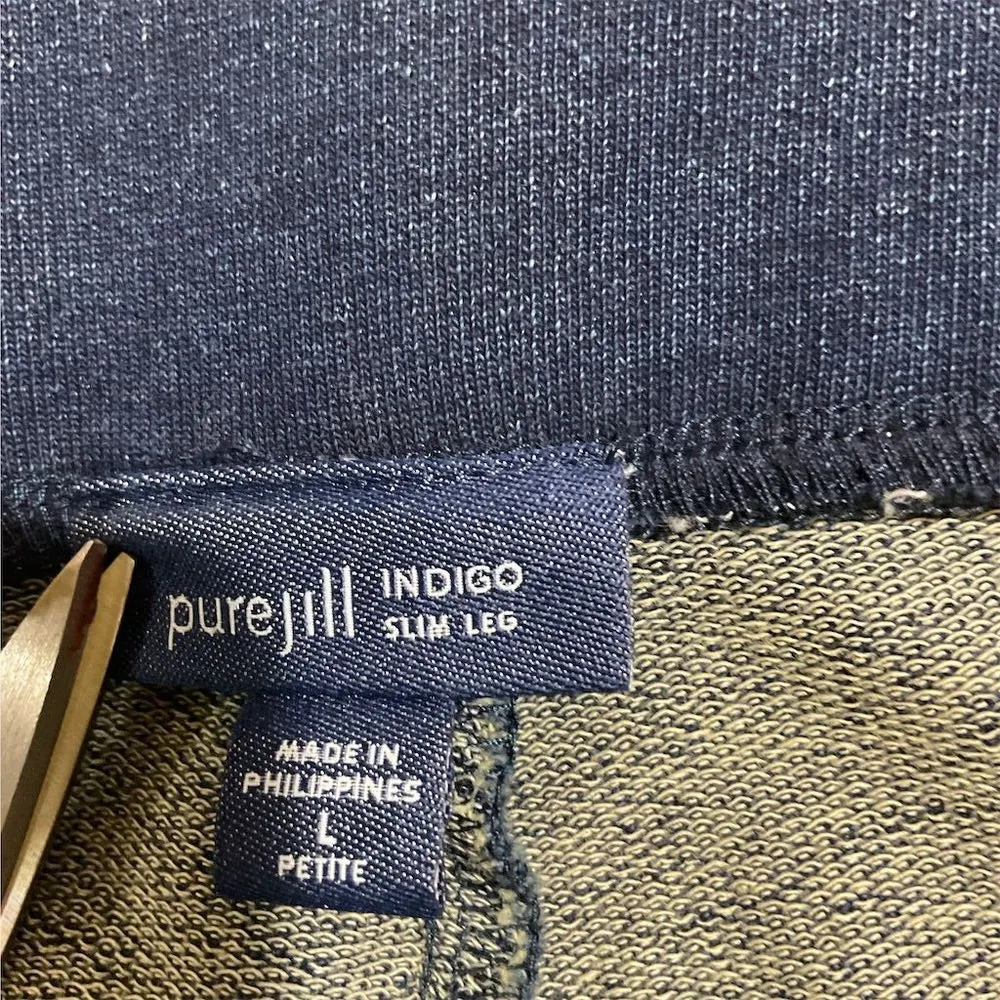 purejill INDIGO
SLIM LEG
MADE IN
PHILIPPINES
L
PETITE